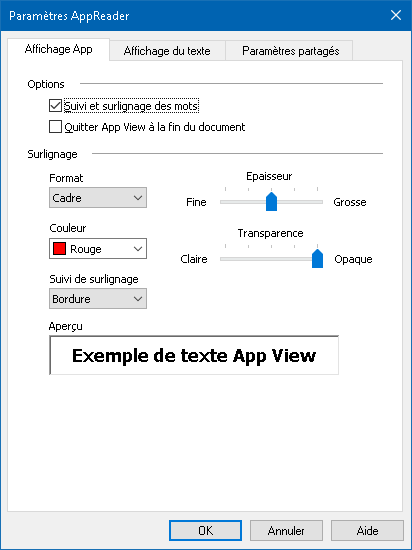 Paramètres AppReader
Affichage App
Affichage du texte
Paramètres partagés
Options
Suivi et surlignage des mots
Quitter App View à la fin du document
Surlignage
Format
Cadre
Epaisseur
Fine
Grosse
Couleur
Rouge
Transparence
Claire
Opaque
Suivi de surlignage
Bordure
Aperçu
Exemple de texte App View
OK
Annuler
Aide